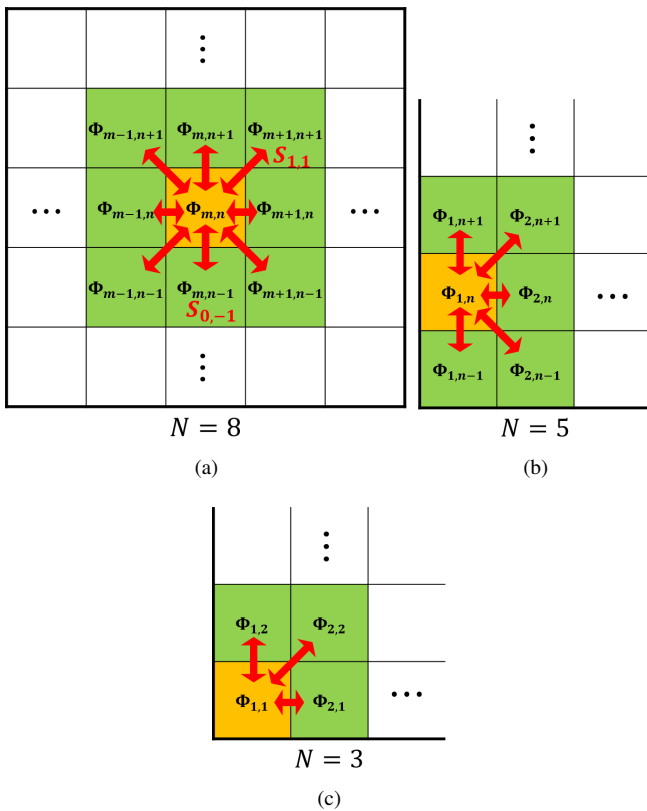 ⋮
Φm−1,n+1 Φm,n+1 Φm+1,n+1
S1,1
⋯ Φm−1,n Φm,n Φm+1,n ⋯
Φm−1,n−1 Φm,n−1 Φm+1,n−1
S0,−1
⋮
N = 8
(a)
⋮
Φ1,n+1 Φ2,n+1
Φ1,n Φ2,n ⋯
Φ1,n−1 Φ2,n−1
N = 5
(b)
⋮
Φ1,2 Φ2,2
Φ1,1 Φ2,1 ⋯
N = 3
(c)